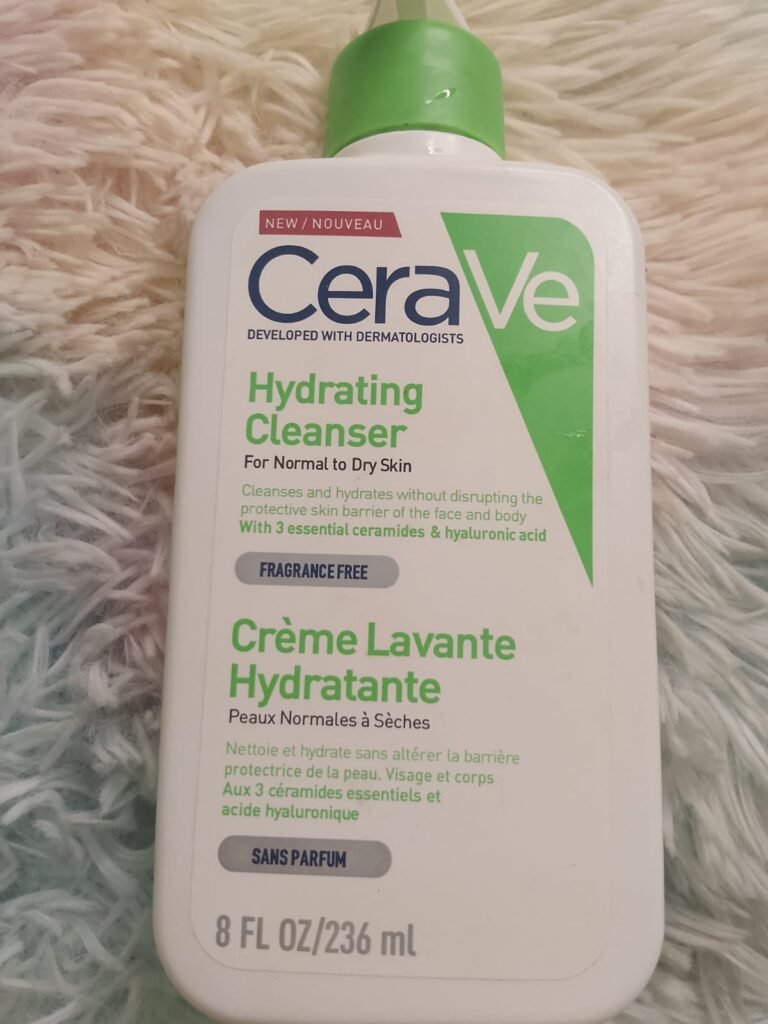 NEW / NOUVEAU
CeraVe
DEVELOPED WITH DERMATOLOGISTS
Hydrating
Cleanser
For Normal to Dry Skin
Cleanses and hydrates without disrupting the
protective skin barrier of the face and body
With 3 essential ceramides & hyaluronic acid
FRAGRANCE FREE
Crème Lavante
Hydratante
Peaux Normales à Sèches
Nettoie et hydrate sans altérer la barrière
protectrice de la peau. Visage et corps
Aux 3 céramides essentiels et
acide hyaluronique
SANS PARFUM
8 FL OZ/236 ml